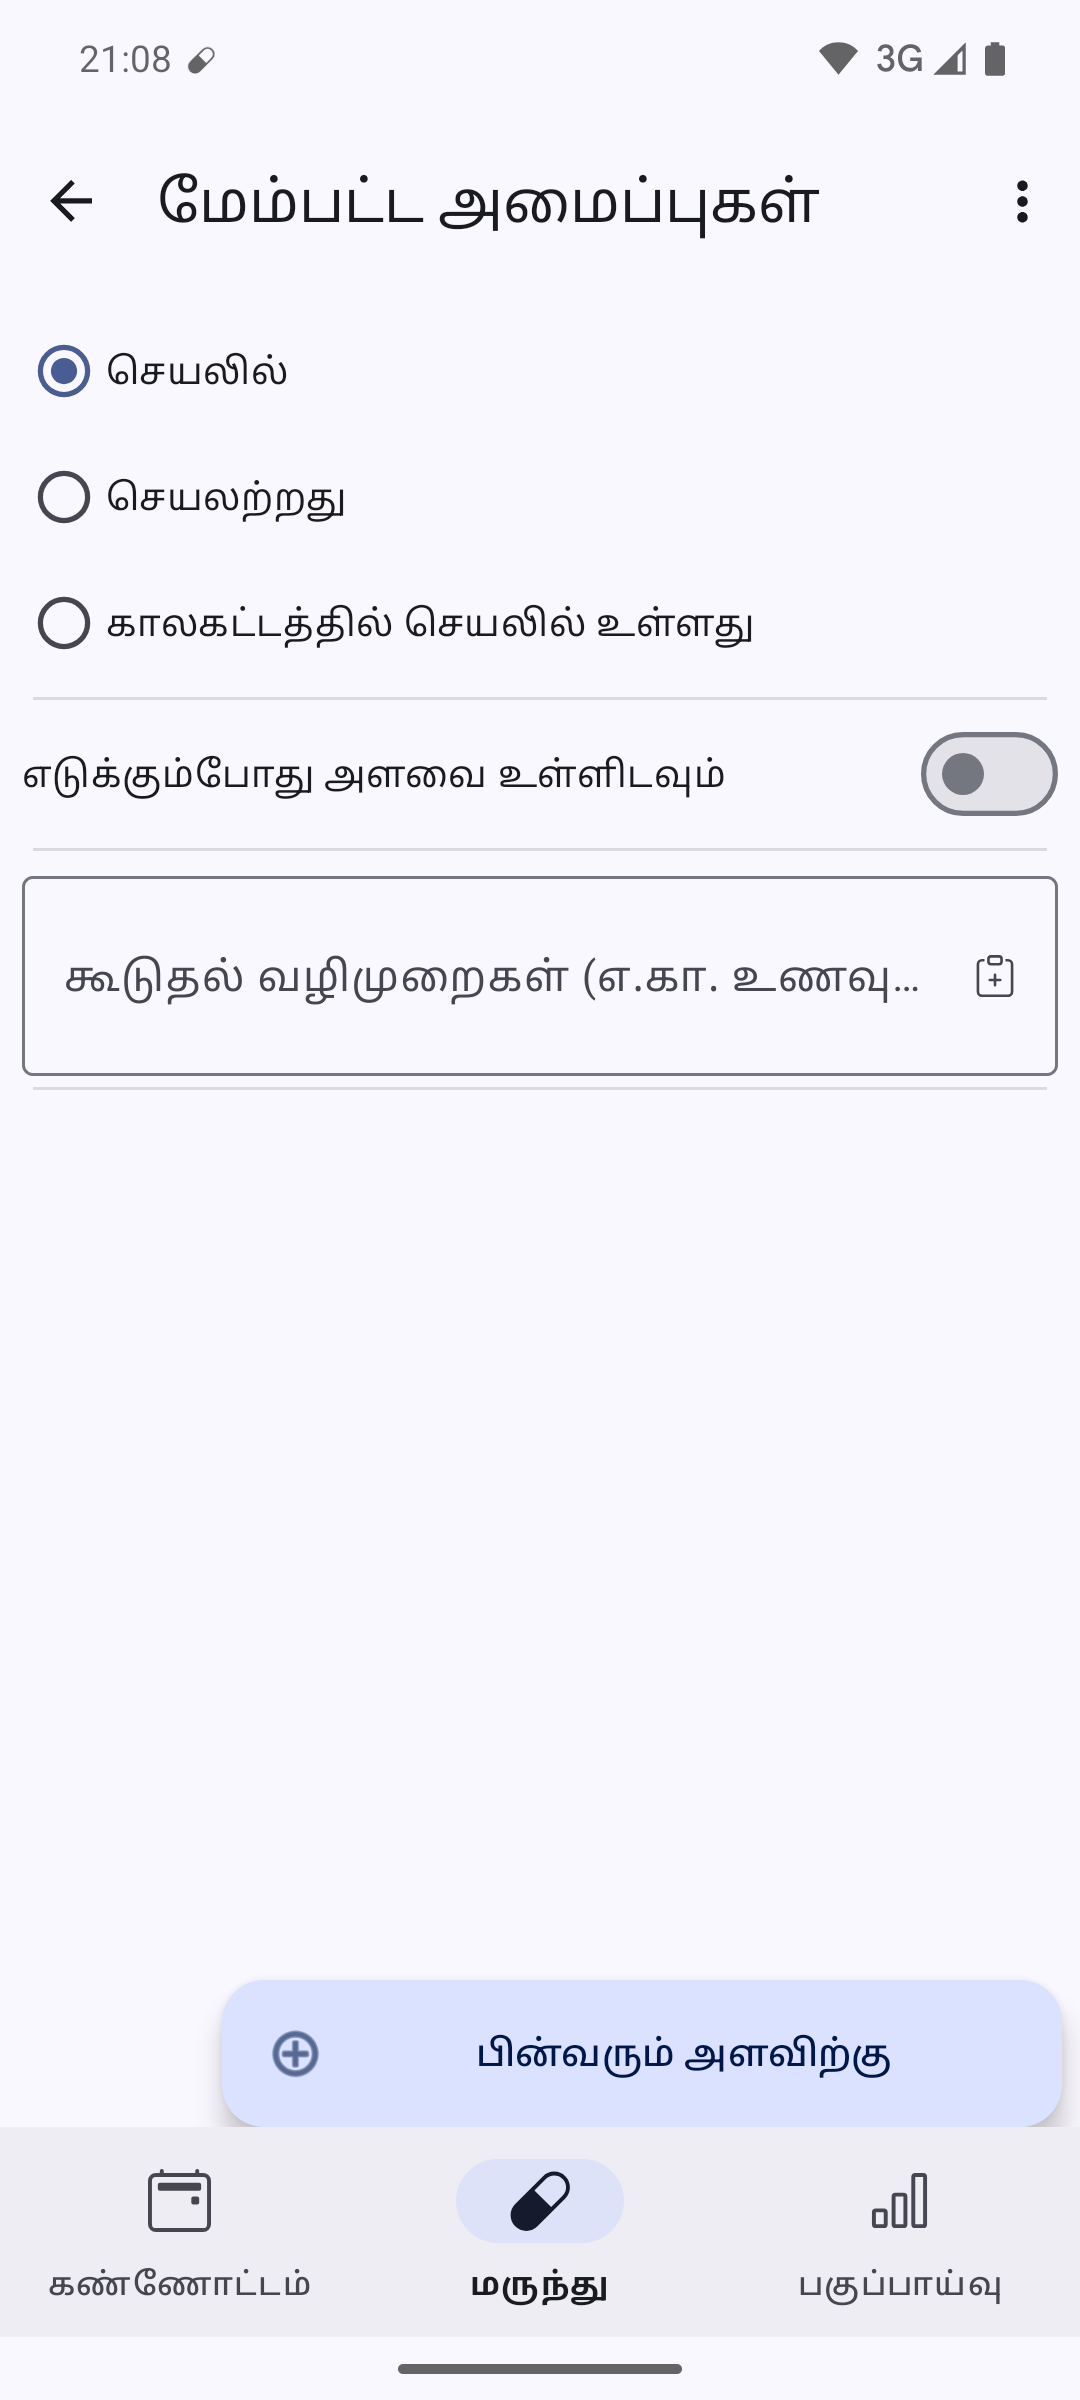 21:08
3G
மேம்பட்ட அமைப்புகள்
செயலில்
செயலற்றது
காலகட்டத்தில் செயலில் உள்ளது
எடுக்கும்போது அளவை உள்ளிடவும்
கூடுதல் வழிமுறைகள் (எ.கா. உணவு…
பின்வரும் அளவிற்கு
கண்ணோட்டம்
மருந்து
பகுப்பாய்வு